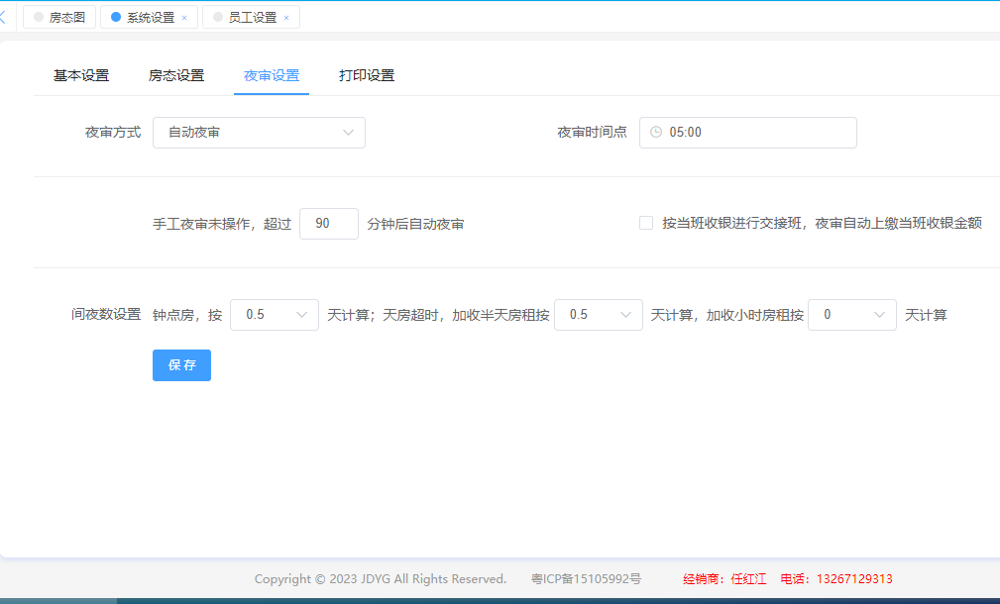 房态图 系统设置 × 员工设置 ×
基本设置 房态设置 夜审设置 打印设置
夜审方式 自动夜审 夜审时间点 05:00
手工夜审未操作，超过 90 分钟后自动夜审 按当班收银进行交接班，夜审自动上缴当班收银金额
间夜数设置 钟点房，按 0.5 天计算；天房超时，加收半天房租按 0.5 天计算，加收小时房租按 0 天计算
保存
Copyright © 2023 JDYG All Rights Reserved. 粤ICP备15105992号 经销商：任红江 电话：13267129313